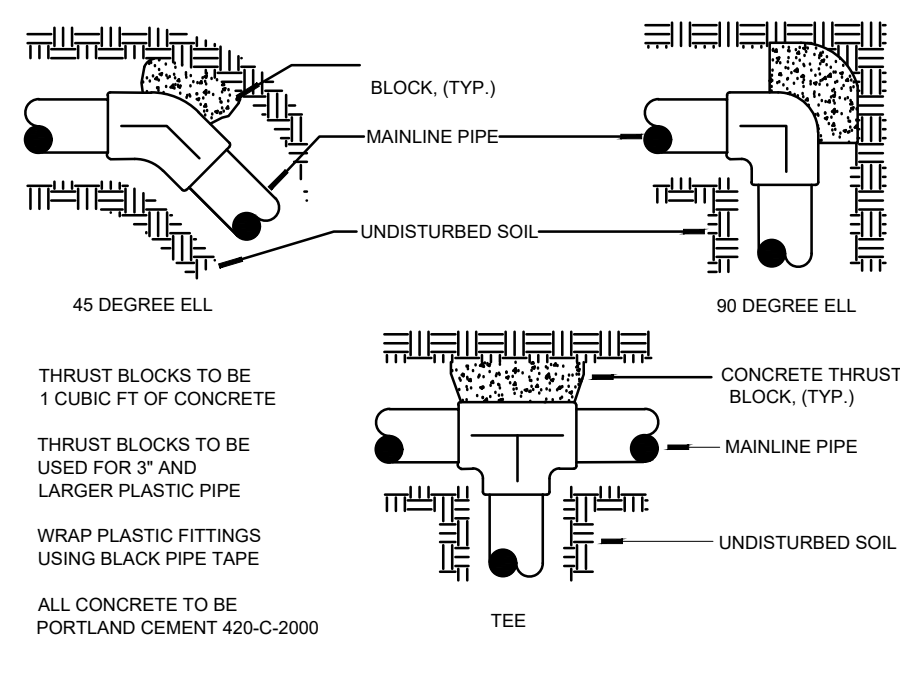 BLOCK, (TYP.)
MAINLINE PIPE
UNDISTURBED SOIL
45 DEGREE ELL
90 DEGREE ELL
THRUST BLOCKS TO BE
1 CUBIC FT OF CONCRETE
THRUST BLOCKS TO BE
USED FOR 3" AND
LARGER PLASTIC PIPE
WRAP PLASTIC FITTINGS
USING BLACK PIPE TAPE
ALL CONCRETE TO BE
PORTLAND CEMENT 420-C-2000
CONCRETE THRUST
BLOCK, (TYP.)
MAINLINE PIPE
UNDISTURBED SOIL
TEE